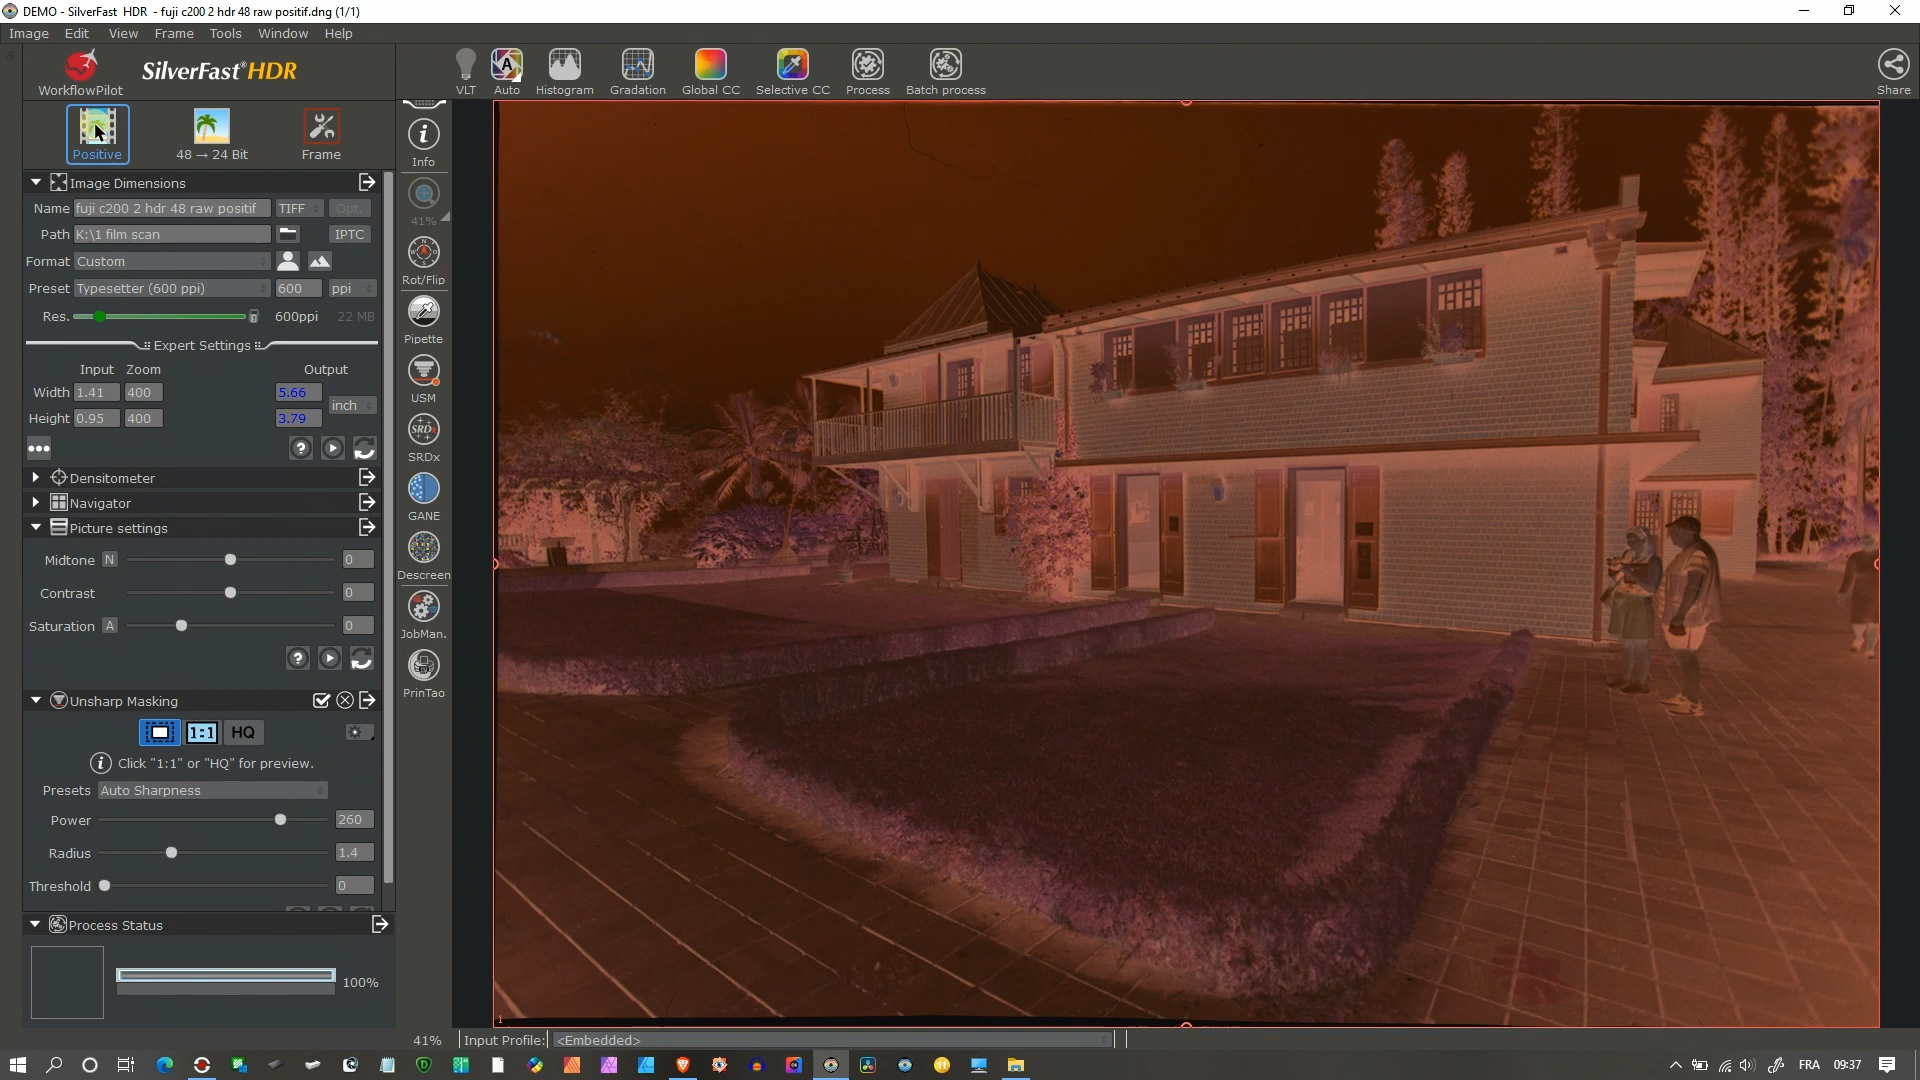 DEMO - SilverFast HDR - fuji c200 2 hdr 48 raw positif.dng (1/1)
Image Edit View Frame Tools Window Help
WorkflowPilot
SilverFast®HDR
VLT Auto Histogram Gradation Global CC Selective CC Process Batch process Share
Positive 48 → 24 Bit Frame
Image Dimensions
Name fuji c200 2 hdr 48 raw positif TIFF Opt.
Path K:\1 film scan IPTC
Format Custom
Preset Typesetter (600 ppi) 600 ppi
Res. 600ppi 22 MB
Expert Settings
Input Zoom Output
Width 1.41 400 5.66
inch
Height 0.95 400 3.79
Densitometer
Navigator
Picture settings
Midtone N 0
Contrast 0
Saturation A 0
Unsharp Masking
1:1 HQ
Click "1:1" or "HQ" for preview.
Presets Auto Sharpness
Power 260
Radius 1.4
Threshold 0
Process Status
100%
Info
41%
Rot/Flip
Pipette
USM
SRDx
SRDx
GANE
Descreen
JobMan.
PrinTao
1
41% Input Profile: <Embedded>
FRA 09:37